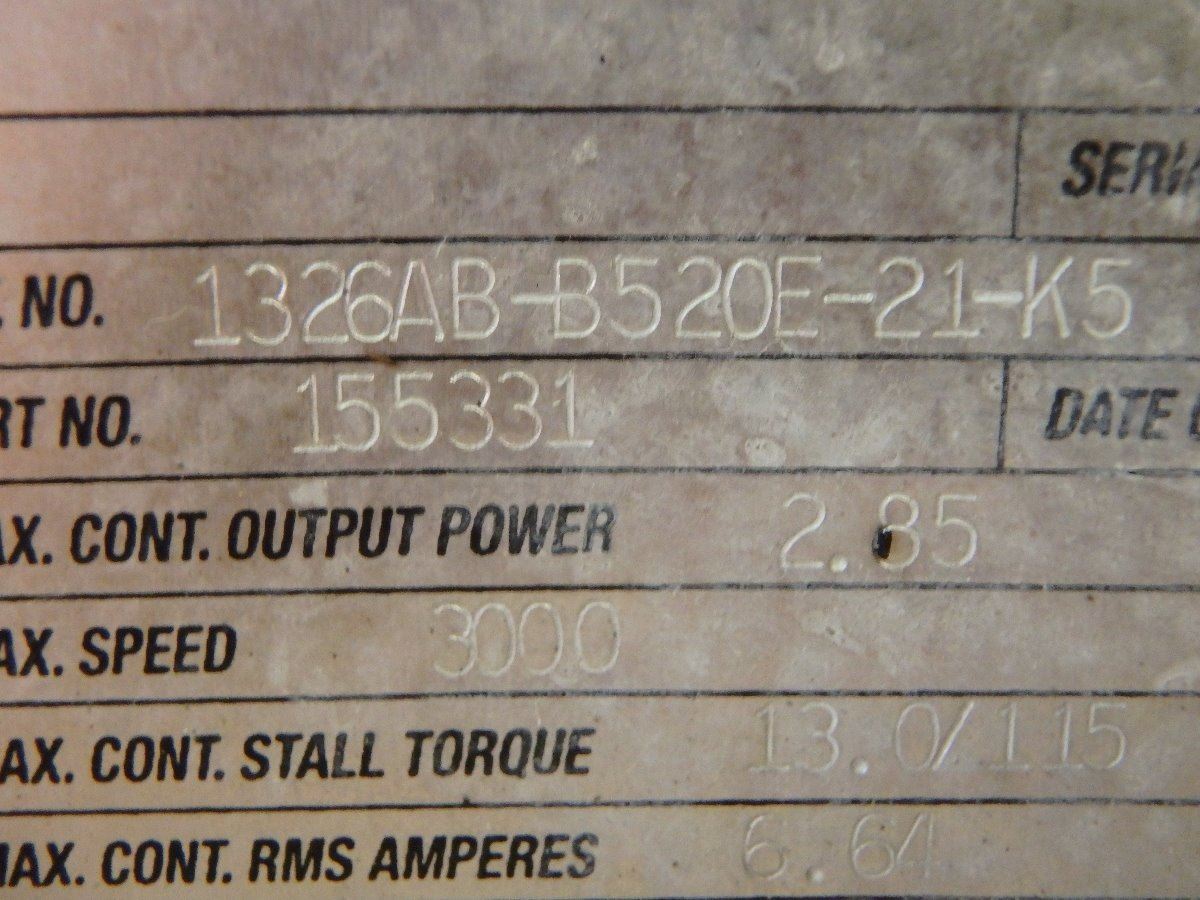 SERI
. NO. 1326AB-B520E-21-K5
RT NO. 155331 DATE
AX. CONT. OUTPUT POWER 2.85
AX. SPEED 3000
AX. CONT. STALL TORQUE 13.0/115
MAX. CONT. RMS AMPERES 6.64